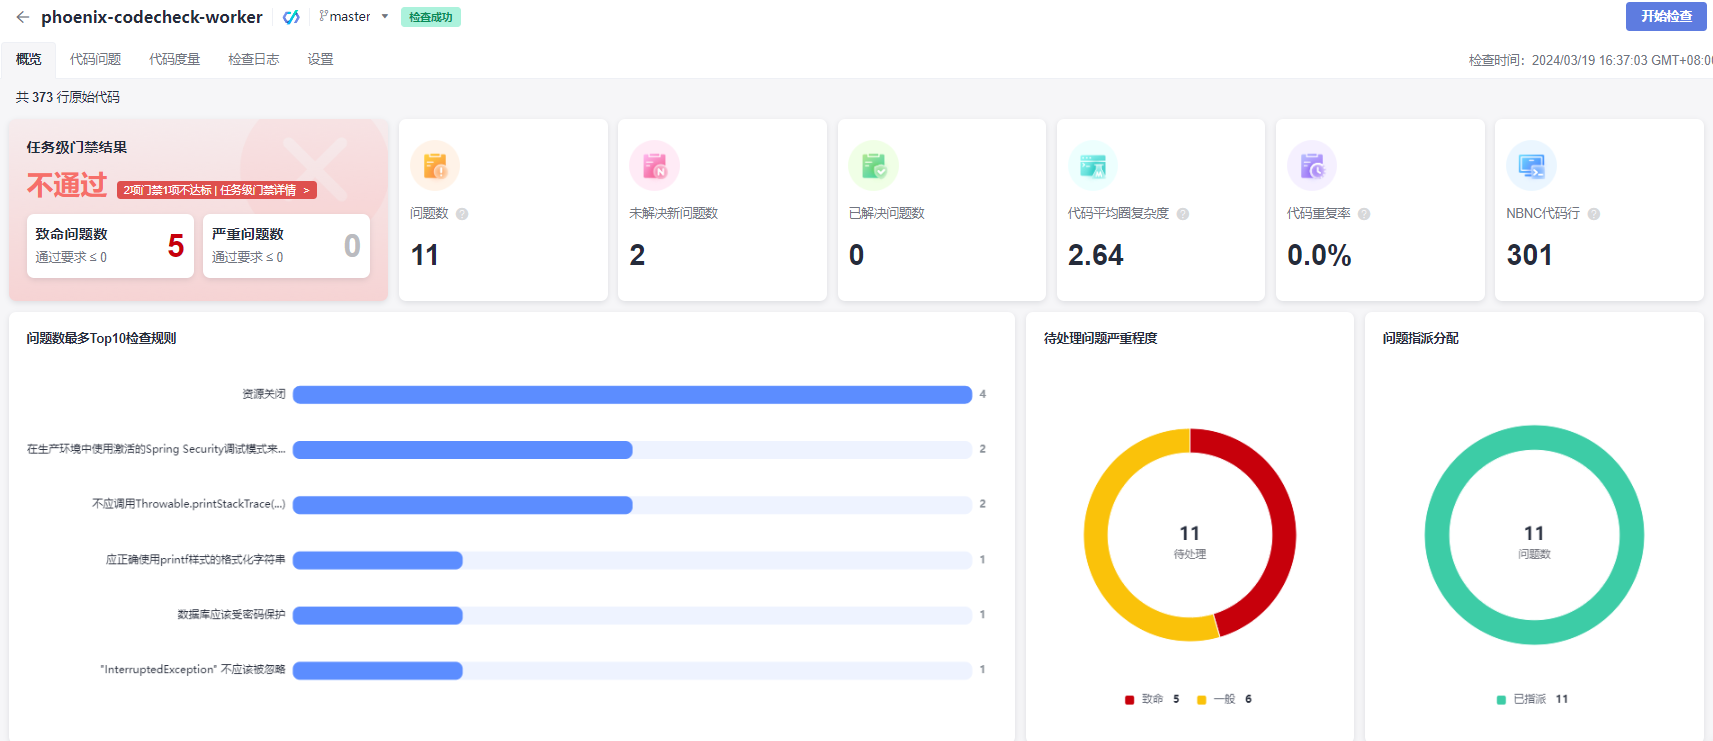 phoenix-codecheck-worker
master
检查成功
开始检查
概览
代码问题
代码度量
检查日志
设置
检查时间：2024/03/19 16:37:03 GMT+08:0
共 373 行原始代码
任务级门禁结果
不通过
2项门禁1项不达标 | 任务级门禁详情 >
致命问题数
通过要求 ≤ 0
5
严重问题数
通过要求 ≤ 0
0
问题数
11
未解决新问题数
2
已解决问题数
0
代码平均圈复杂度
2.64
代码重复率
0.0%
NBNC代码行
301
问题数最多Top10检查规则
资源关闭 4
在生产环境中使用激活的Spring Security调试模式来... 2
不应调用Throwable.printStackTrace(...) 2
应正确使用printf样式的格式化字符串 1
数据库应该受密码保护 1
"InterruptedException" 不应该被忽略 1
待处理问题严重程度
11
待处理
致命 5 一般 6
问题指派分配
11
问题数
已指派 11